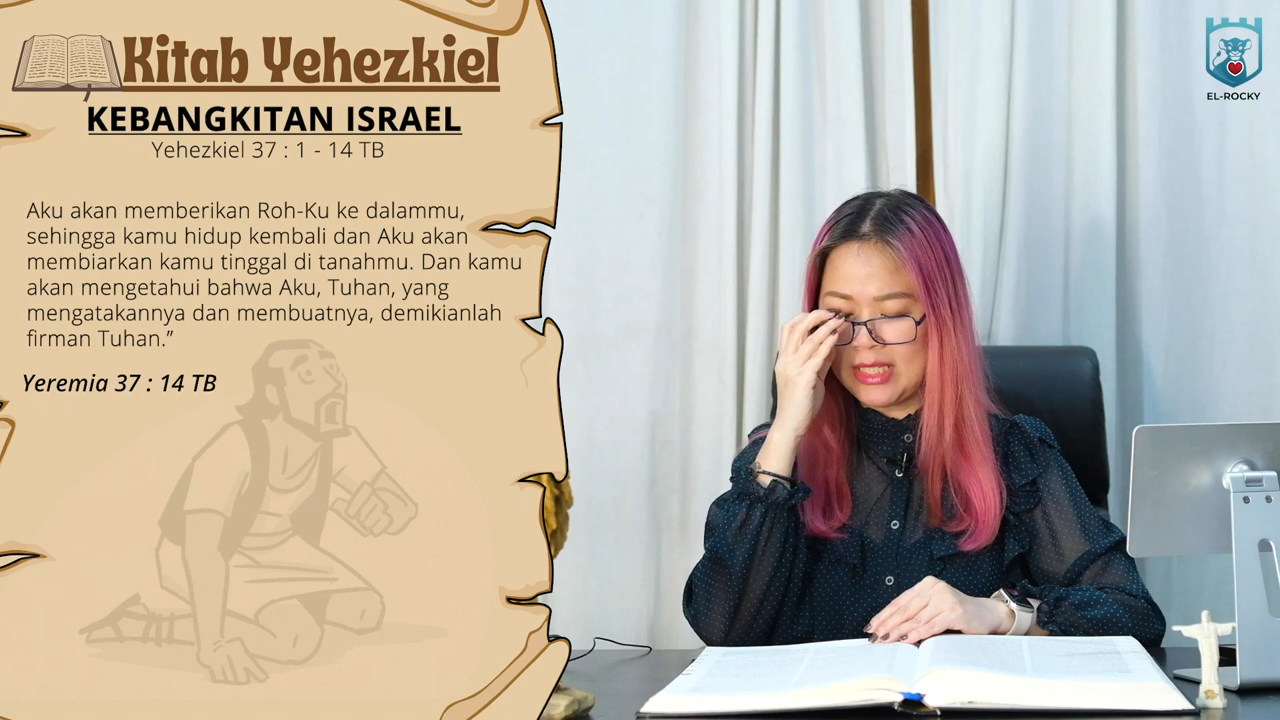 Kitab Yehezkiel
KEBANGKITAN ISRAEL
Yehezkiel 37 : 1 - 14 TB
Aku akan memberikan Roh-Ku ke dalammu,
sehingga kamu hidup kembali dan Aku akan
membiarkan kamu tinggal di tanahmu. Dan kamu
akan mengetahui bahwa Aku, Tuhan, yang
mengatakannya dan membuatnya, demikianlah
firman Tuhan.”
Yeremia 37 : 14 TB
EL-ROCKY